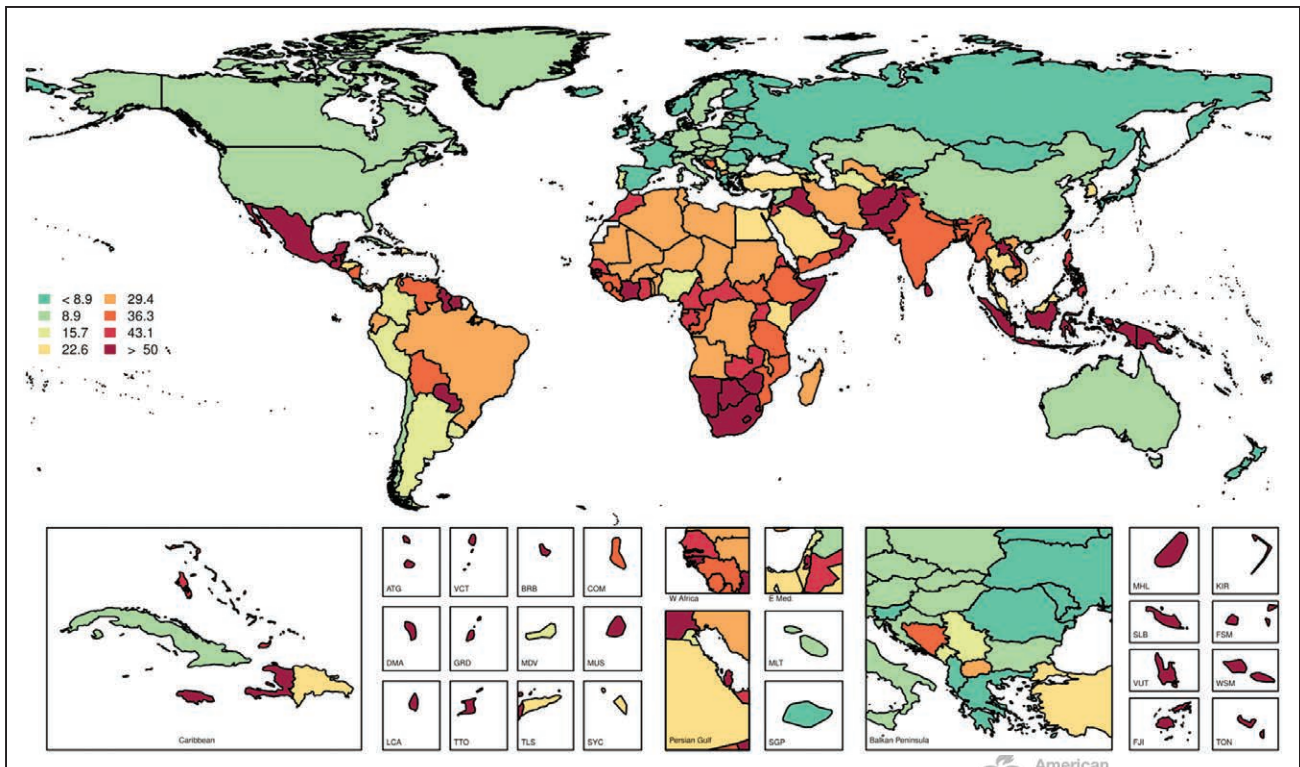 < 8.9 29.4
8.9 36.3
15.7 43.1
22.6 > 50
ATG VCT BRB COM
W Africa E Med.
MHL KIR
DMA GRD MDV MUS
MLT
SLB FSM
LCA TTO TLS SYC
VUT WSM
Caribbean
Persian Gulf SGP Balkan Peninsula
FJI TON
American